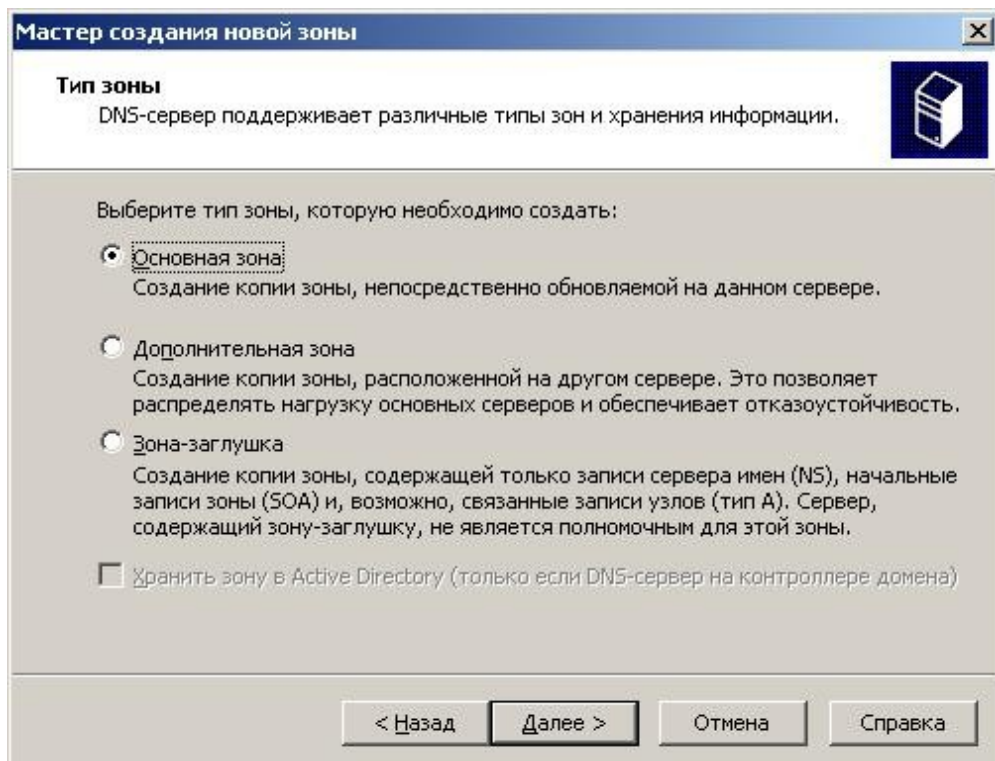 Мастер создания новой зоны
Тип зоны
DNS-сервер поддерживает различные типы зон и хранения информации.
Выберите тип зоны, которую необходимо создать:
Основная зона
Создание копии зоны, непосредственно обновляемой на данном сервере.
Дополнительная зона
Создание копии зоны, расположенной на другом сервере. Это позволяет
распределять нагрузку основных серверов и обеспечивает отказоустойчивость.
Зона-заглушка
Создание копии зоны, содержащей только записи сервера имен (NS), начальные
записи зоны (SOA) и, возможно, связанные записи узлов (тип A). Сервер,
содержащий зону-заглушку, не является полномочным для этой зоны.
Хранить зону в Active Directory (только если DNS-сервер на контроллере домена)
< Назад Далее > Отмена Справка